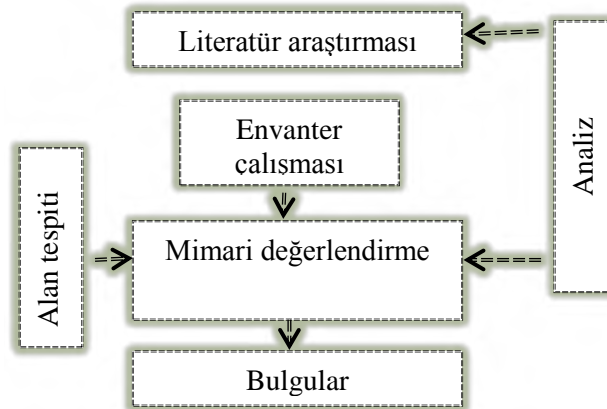 Literatür araştırması
Envanter
çalışması
Analiz
Alan tespiti
Mimari değerlendirme
Bulgular